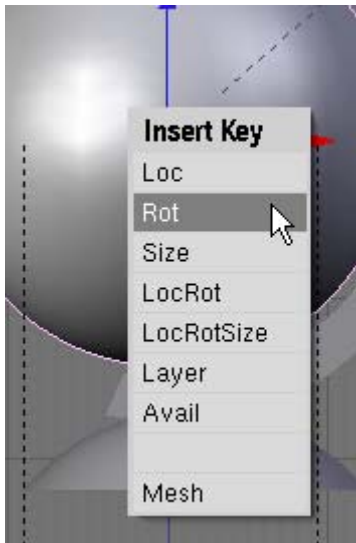 Insert Key
Loc
Rot
Size
LocRot
LocRotSize
Layer
Avail
Mesh